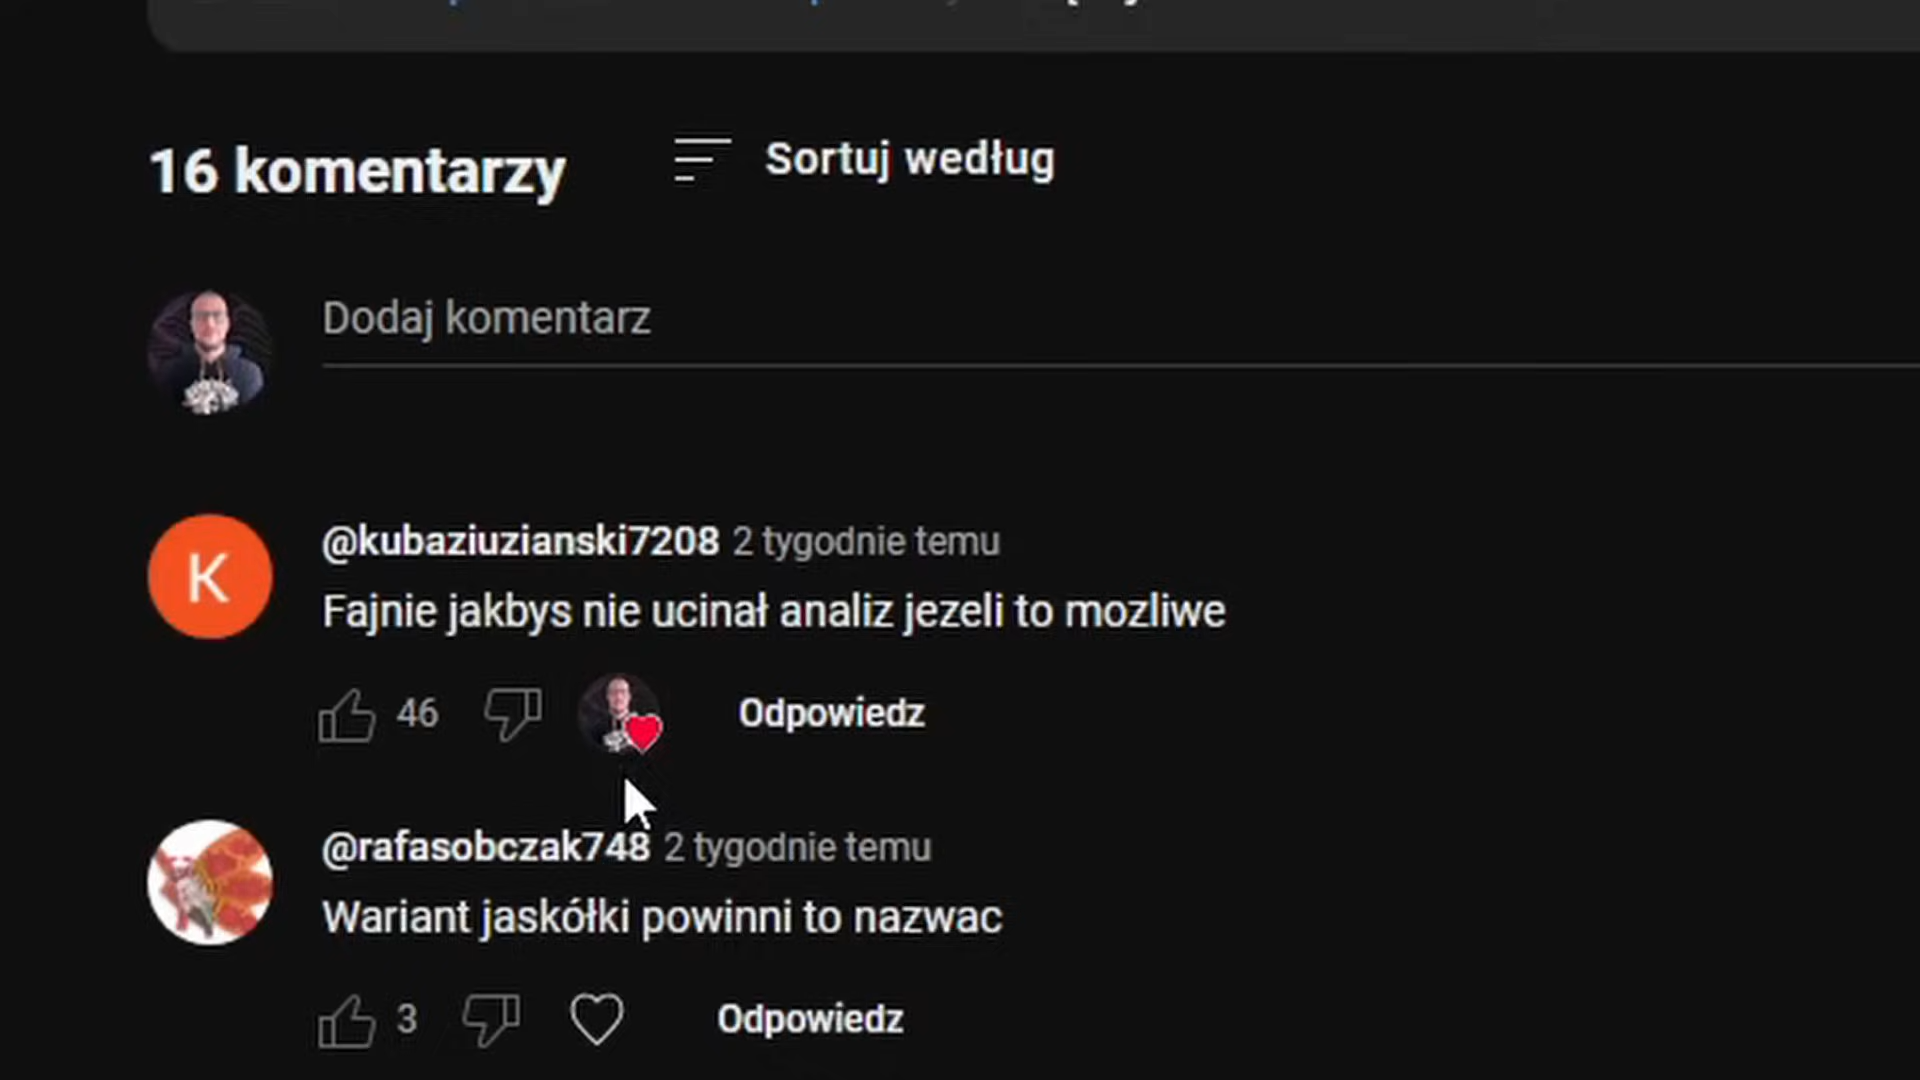 16 komentarzy
Sortuj według
Dodaj komentarz
K
@kubaziuzianski7208 2 tygodnie temu
Fajnie jakbys nie ucinał analiz jezeli to mozliwe
46
Odpowiedz
@rafasobczak748 2 tygodnie temu
Wariant jaskółki powinni to nazwac
3
Odpowiedz